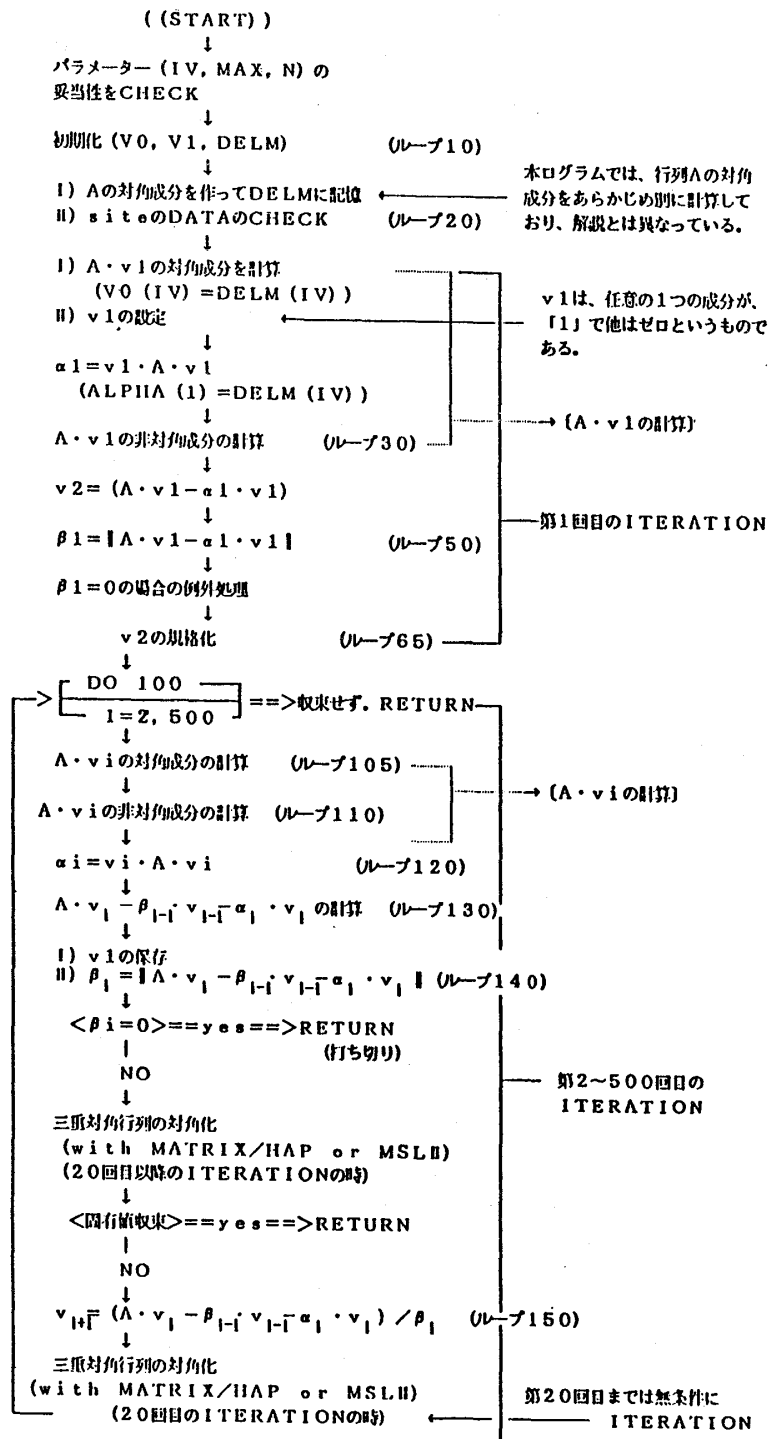 ((START))
↓
パラメーター(IV, MAX, N)の
妥当性をCHECK
↓
初期化(V0, V1, DELM) (ループ10)
↓
I) Aの対角成分を作ってDELMに記憶
II) siteのDATAのCHECK (ループ20)
本ログラムでは、行列Aの対角
成分をあらかじめ別に計算して
おり、解説とは異なっている。
↓
I) A・v1の対角成分を計算
(V0(IV)=DELM(IV))
II) v1の設定
v1は、任意の1つの成分が、
「1」で他はゼロというもので
ある。
↓
α1=v1・A・v1
(ALPHA(1)=DELM(IV))
↓
A・v1の非対角成分の計算 (ループ30)
→〔A・v1の計算〕
↓
v2=(A・v1-α1・v1)
↓
β1=‖A・v1-α1・v1‖ (ループ50)
第1回目のITERATION
↓
β1=0の場合の例外処理
↓
v2の規格化 (ループ65)
↓
DO 100
I=2, 500
==>収束せず. RETURN
↓
A・viの対角成分の計算 (ループ105)
↓
A・viの非対角成分の計算 (ループ110)
→〔A・viの計算〕
↓
αi=vi・A・vi (ループ120)
↓
A・v_i-β_{i-1}・v_{i-1}-α_i・v_iの計算 (ループ130)
↓
I) v1の保存
II) β_i=‖A・v_i-β_{i-1}・v_{i-1}-α_i・v_i‖ (ループ140)
↓
<βi=0>==yes==>RETURN
(打ち切り)
|
NO
↓
第2~500回目の
ITERATION
三重対角行列の対角化
(with MATRIX/HAP or MSLII)
(20回目以降のITERATIONの時)
↓
<固有値収束>==yes==>RETURN
|
NO
↓
v_{i+1}=(A・v_i-β_{i-1}・v_{i-1}-α_i・v_i)/β_i (ループ150)
↓
三重対角行列の対角化
(with MATRIX/HAP or MSLII)
(20回目のITERATIONの時)
第20回目までは無条件に
ITERATION